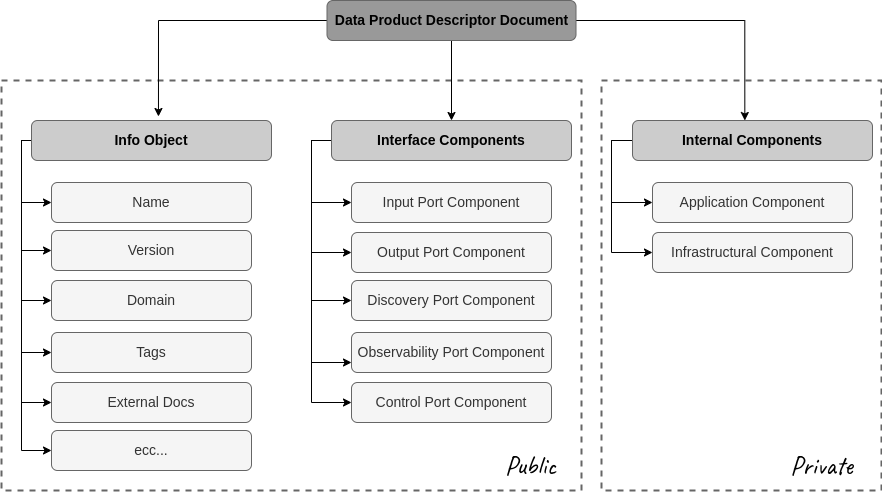 Data Product Descriptor Document
Info Object
Name
Version
Domain
Tags
External Docs
ecc...
Interface Components
Input Port Component
Output Port Component
Discovery Port Component
Observability Port Component
Control Port Component
Public
Internal Components
Application Component
Infrastructural Component
Private